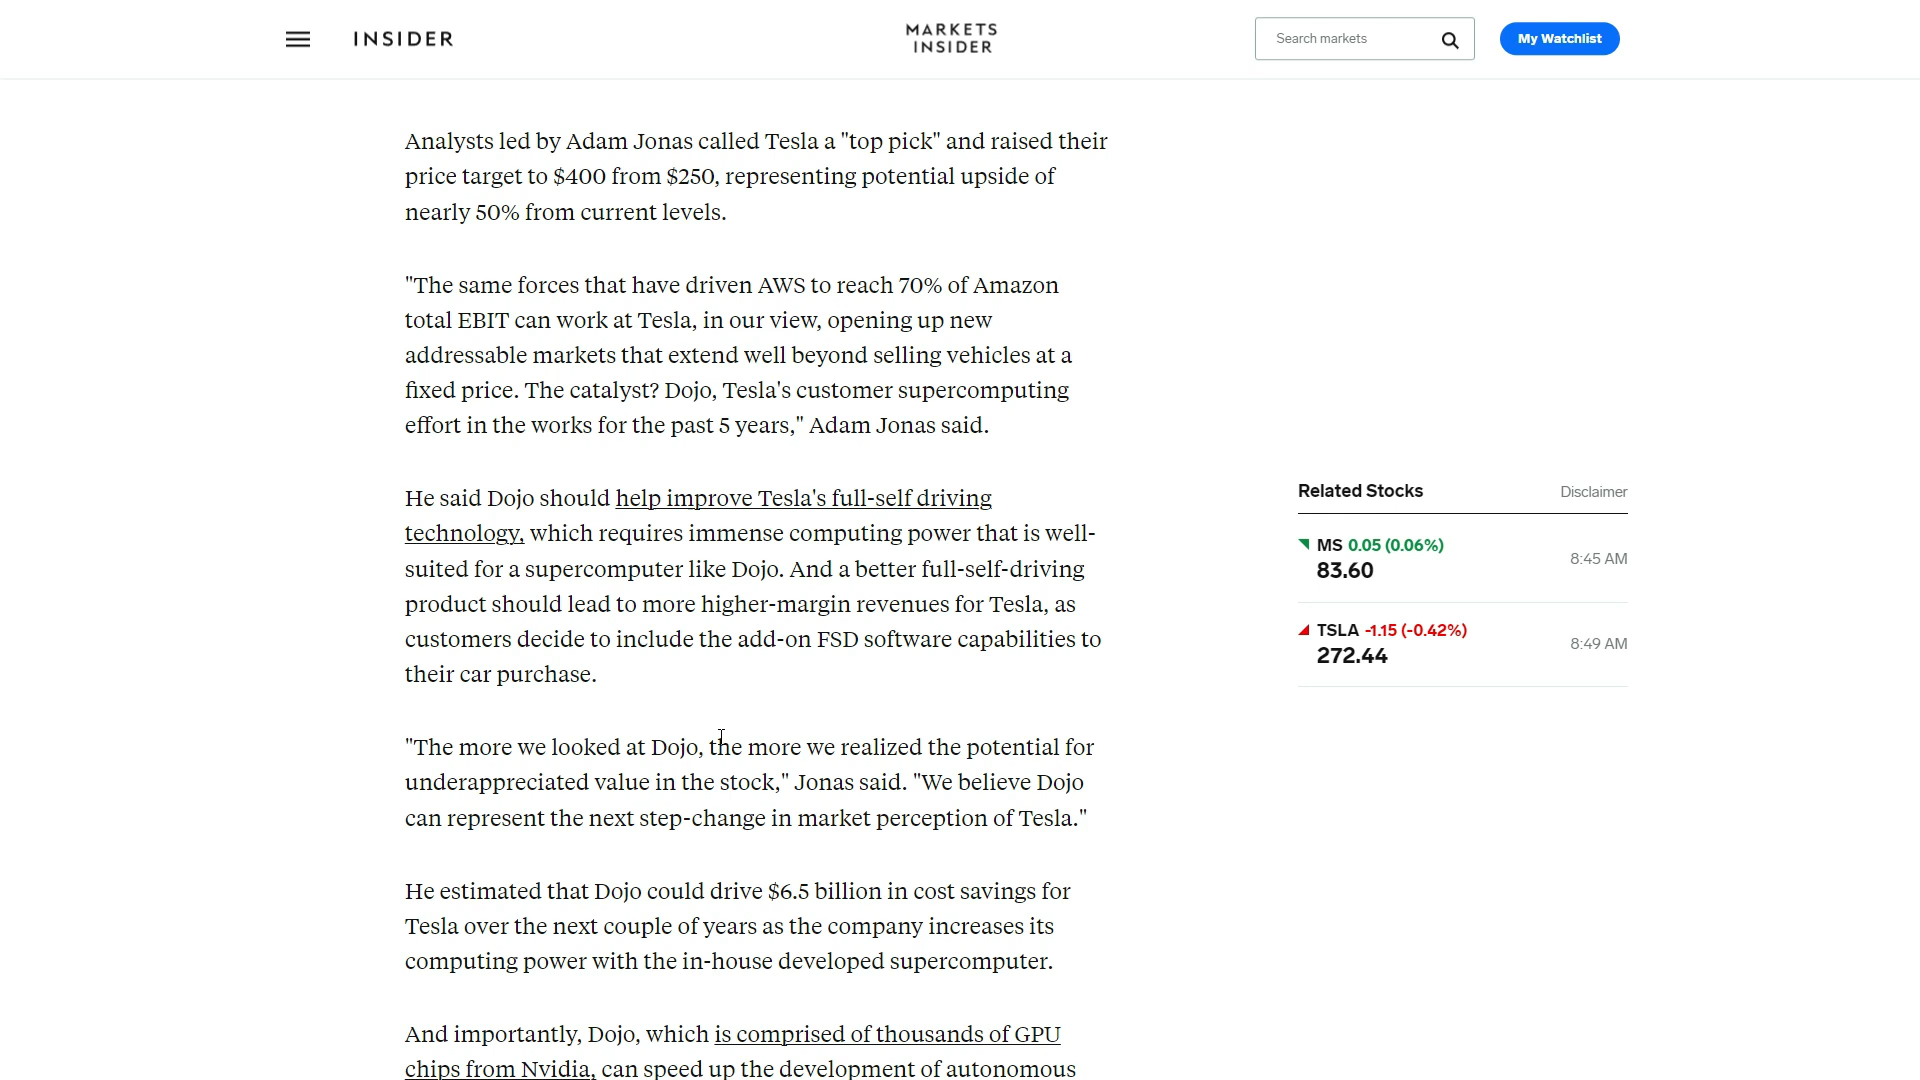 INSIDER
MARKETS
INSIDER
Search markets
My Watchlist
Analysts led by Adam Jonas called Tesla a "top pick" and raised their
price target to $400 from $250, representing potential upside of
nearly 50% from current levels.
"The same forces that have driven AWS to reach 70% of Amazon
total EBIT can work at Tesla, in our view, opening up new
addressable markets that extend well beyond selling vehicles at a
fixed price. The catalyst? Dojo, Tesla's customer supercomputing
effort in the works for the past 5 years," Adam Jonas said.
He said Dojo should help improve Tesla's full-self driving
technology, which requires immense computing power that is well-
suited for a supercomputer like Dojo. And a better full-self-driving
product should lead to more higher-margin revenues for Tesla, as
customers decide to include the add-on FSD software capabilities to
their car purchase.
"The more we looked at Dojo, the more we realized the potential for
underappreciated value in the stock," Jonas said. "We believe Dojo
can represent the next step-change in market perception of Tesla."
He estimated that Dojo could drive $6.5 billion in cost savings for
Tesla over the next couple of years as the company increases its
computing power with the in-house developed supercomputer.
And importantly, Dojo, which is comprised of thousands of GPU
chips from Nvidia, can speed up the development of autonomous
Related Stocks
Disclaimer
MS 0.05 (0.06%)
83.60
8:45 AM
TSLA -1.15 (-0.42%)
272.44
8:49 AM